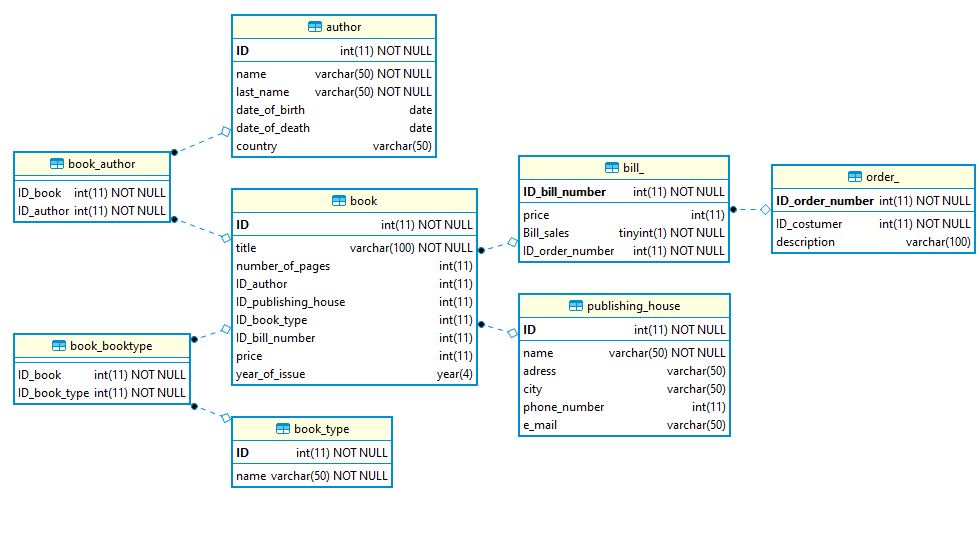 author
ID int(11) NOT NULL
name varchar(50) NOT NULL
last_name varchar(50) NOT NULL
date_of_birth date
date_of_death date
country varchar(50)
book_author
ID_book int(11) NOT NULL
ID_author int(11) NOT NULL
book
ID int(11) NOT NULL
title varchar(100) NOT NULL
number_of_pages int(11)
ID_author int(11)
ID_publishing_house int(11)
ID_book_type int(11)
ID_bill_number int(11)
price int(11)
year_of_issue year(4)
bill_
ID_bill_number int(11) NOT NULL
price int(11)
Bill_sales tinyint(1) NOT NULL
ID_order_number int(11) NOT NULL
order_
ID_order_number int(11) NOT NULL
ID_costumer int(11) NOT NULL
description varchar(100)
publishing_house
ID int(11) NOT NULL
name varchar(50) NOT NULL
adress varchar(50)
city varchar(50)
phone_number int(11)
e_mail varchar(50)
book_booktype
ID_book int(11) NOT NULL
ID_book_type int(11) NOT NULL
book_type
ID int(11) NOT NULL
name varchar(50) NOT NULL